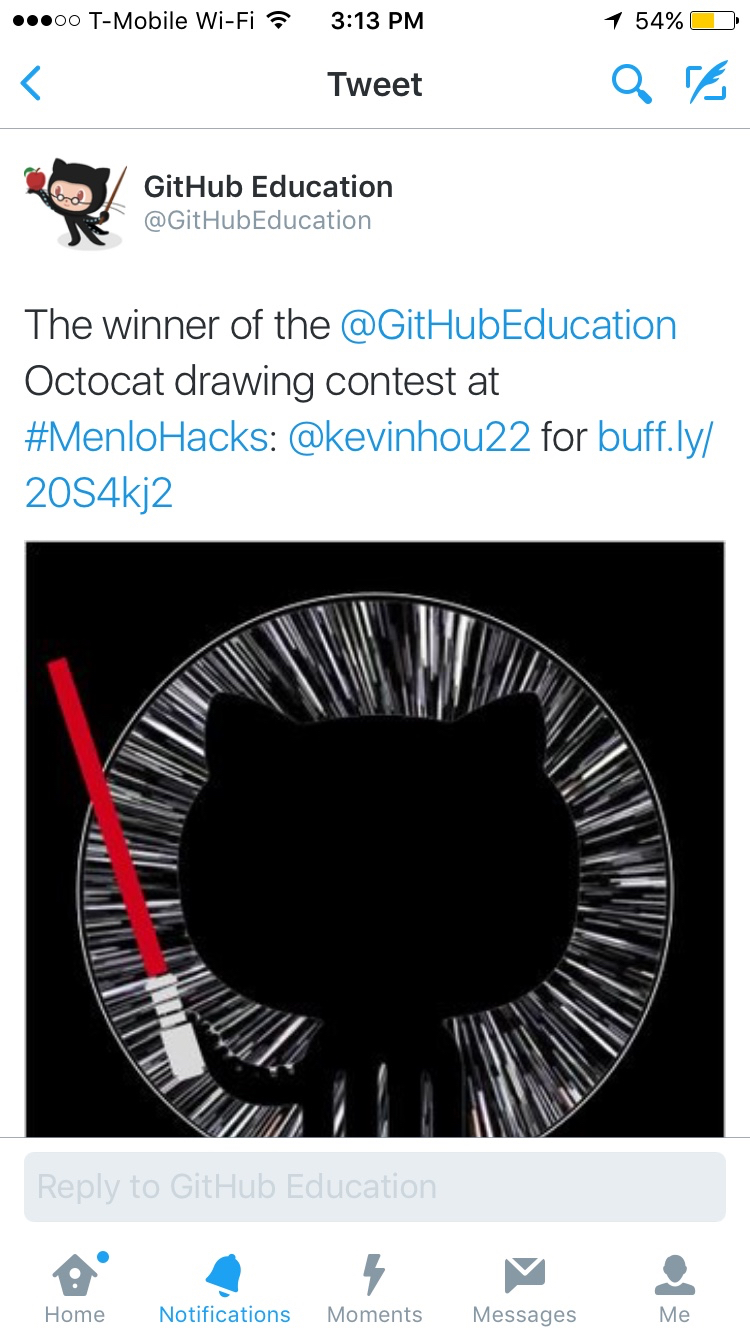 T-Mobile Wi-Fi 3:13 PM 54%
Tweet
GitHub Education
@GitHubEducation
The winner of the @GitHubEducation
Octocat drawing contest at
#MenloHacks: @kevinhou22 for buff.ly/
20S4kj2
Reply to GitHub Education
Home Notifications Moments Messages Me